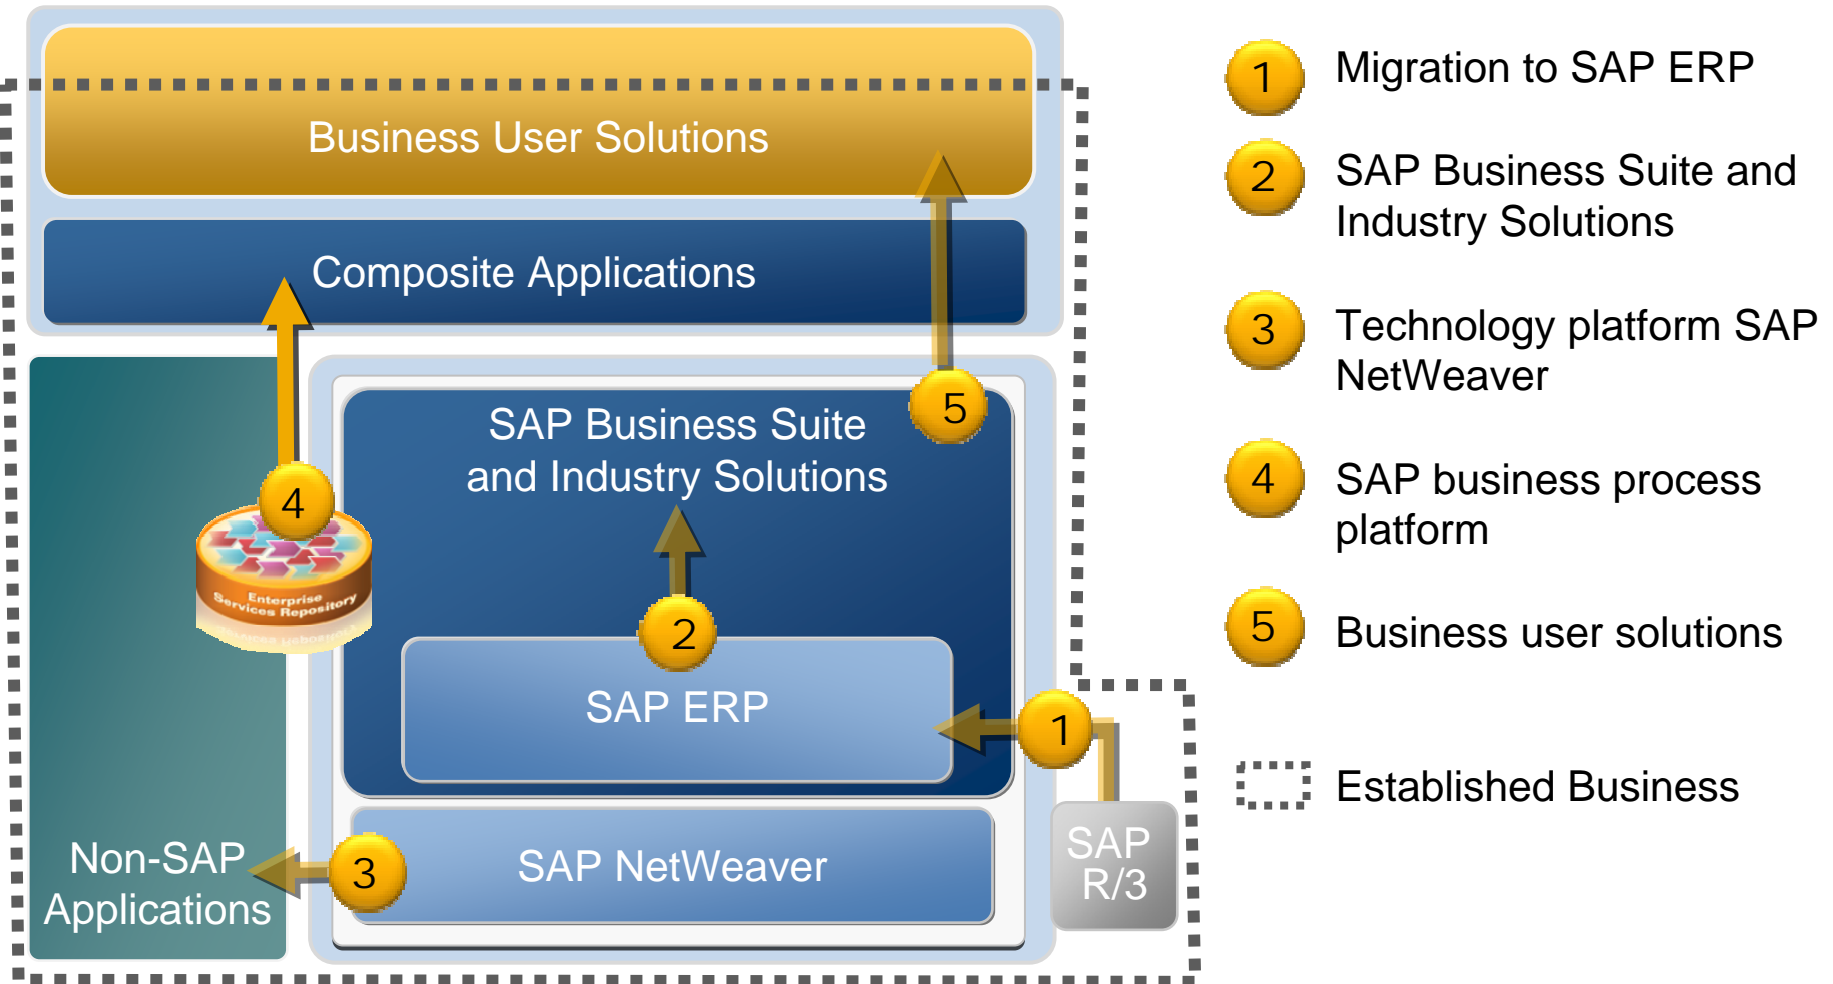 Business User Solutions
Composite Applications
SAP Business Suite
and Industry Solutions
5
4
Enterprise
Services Repository
2
SAP ERP
1
Non-SAP
Applications
3
SAP NetWeaver
SAP
R/3
1
Migration to SAP ERP
2
SAP Business Suite and
Industry Solutions
3
Technology platform SAP
NetWeaver
4
SAP business process
platform
5
Business user solutions
Established Business